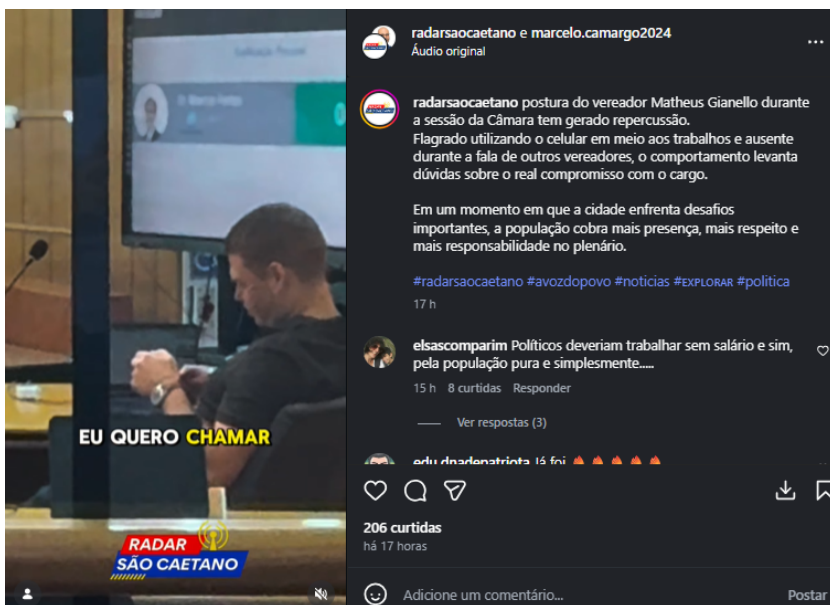 radarsaocaetano e marcelo.camargo2024
Áudio original
radarsaocaetano postura do vereador Matheus Gianello durante
a sessão da Câmara tem gerado repercussão.
Flagrado utilizando o celular em meio aos trabalhos e ausente
durante a fala de outros vereadores, o comportamento levanta
dúvidas sobre o real compromisso com o cargo.
Em um momento em que a cidade enfrenta desafios
importantes, a população cobra mais presença, mais respeito e
mais responsabilidade no plenário.
#radarsaocaetano #avozdopovo #noticias #ᴇxᴘʟᴏʀᴀʀ #politica
17 h
elsascomparim Políticos deveriam trabalhar sem salário e sim,
pela população pura e simplesmente.....
15 h 8 curtidas Responder
Ver respostas (3)
edu.dnadepatriota Já foi 🔥🔥🔥🔥🔥
206 curtidas
há 17 horas
Adicione um comentário...
Postar
EU QUERO CHAMAR
RADAR
SÃO CAETANO